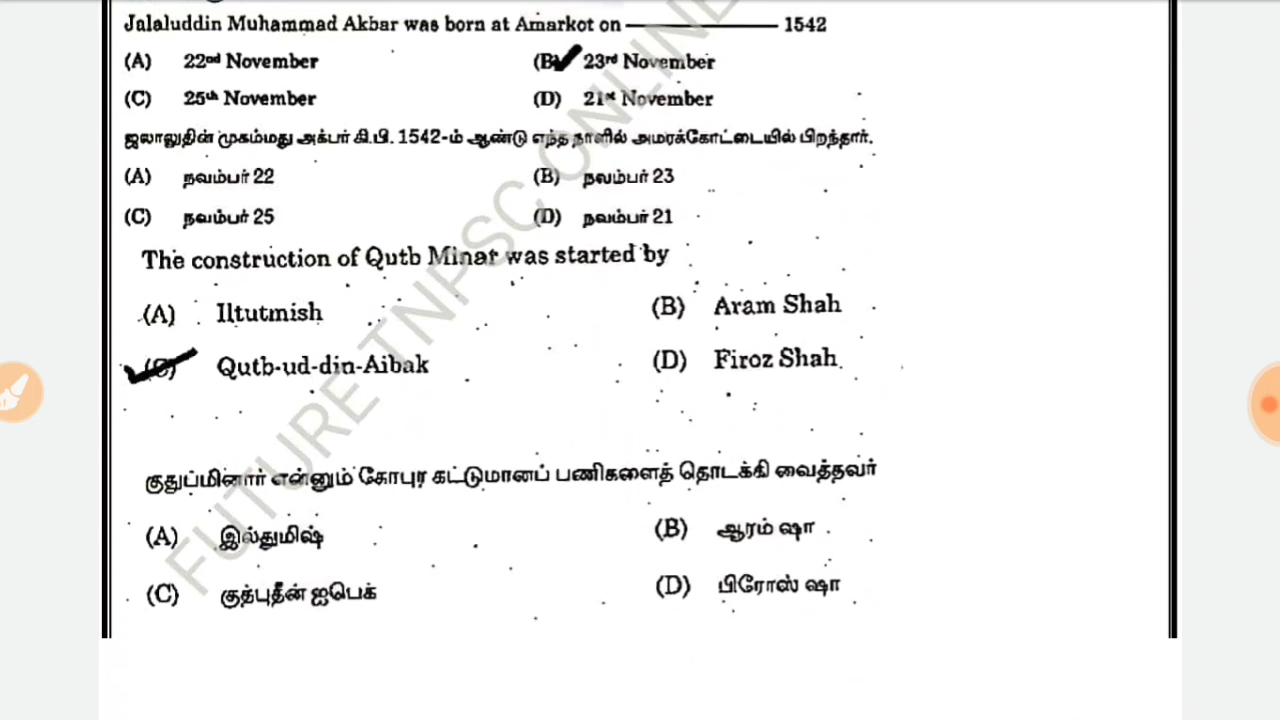 Jalaluddin Muhammad Akbar was born at Amarkot on ——————— 1542
(A) 22nd November (B) 23rd November
(C) 25th November (D) 21st November
ஜலாலுதின் முகம்மது அக்பர் கி.பி. 1542-ம் ஆண்டு எந்த நாளில் அமரக்கோட்டையில் பிறந்தார்.
(A) நவம்பர் 22 (B) நவம்பர் 23
(C) நவம்பர் 25 (D) நவம்பர் 21
The construction of Qutb Minar was started by
(A) Iltutmish (B) Aram Shah
(C) Qutb-ud-din-Aibak (D) Firoz Shah
குதுப்மினார் என்னும் கோபுர கட்டுமானப் பணிகளைத் தொடக்கி வைத்தவர்
(A) இல்துமிஷ் (B) ஆரம் ஷா
(C) குத்புதீன் ஐபெக் (D) பிரோஸ் ஷா
FUTURE TNPSC ONLINE